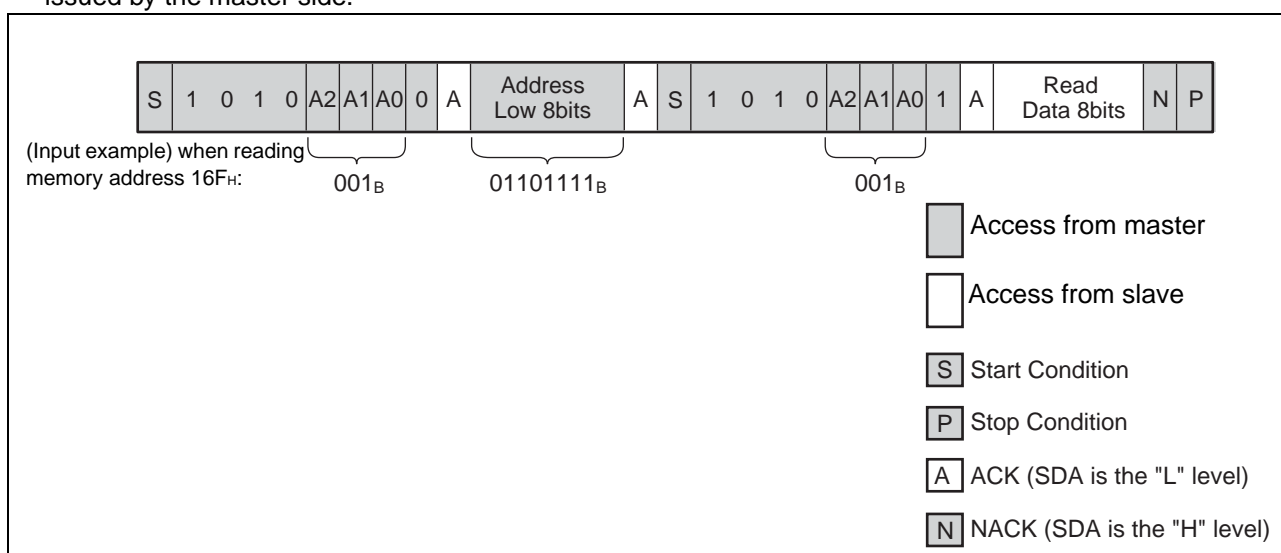 issued by the master side.
S 1 0 1 0 A2 A1 A0 0 A Address Low 8bits A S 1 0 1 0 A2 A1 A0 1 A Read Data 8bits N P
(Input example) when reading
memory address 16FH:
001B 01101111B 001B
Access from master
Access from slave
S Start Condition
P Stop Condition
A ACK (SDA is the "L" level)
N NACK (SDA is the "H" level)